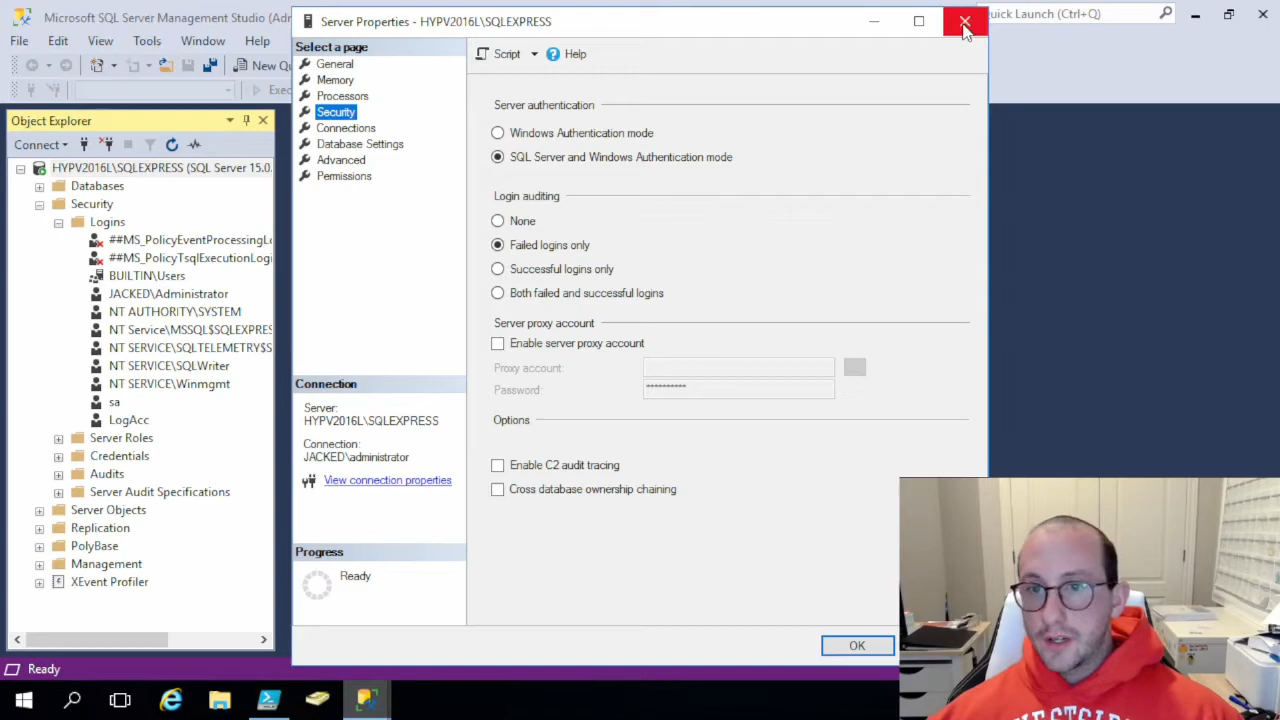 Microsoft SQL Server Management Studio (Ad
Quick Launch (Ctrl+Q)
File Edit View Tools Window
New Qu
Exec
Object Explorer
Connect
HYPV2016L\SQLEXPRESS (SQL Server 15.0.
Databases
Security
Logins
##MS_PolicyEventProcessingLo
##MS_PolicyTsqlExecutionLogi
BUILTIN\Users
JACKED\Administrator
NT AUTHORITY\SYSTEM
NT Service\MSSQL$SQLEXPRES
NT SERVICE\SQLTELEMETRY$S
NT SERVICE\SQLWriter
NT SERVICE\Winmgmt
sa
LogAcc
Server Roles
Credentials
Audits
Server Audit Specifications
Server Objects
Replication
PolyBase
Management
XEvent Profiler
Ready
Server Properties - HYPV2016L\SQLEXPRESS
Select a page
General
Memory
Processors
Security
Connections
Database Settings
Advanced
Permissions
Connection
Server:
HYPV2016L\SQLEXPRESS
Connection:
JACKED\administrator
View connection properties
Progress
Ready
Script Help
Server authentication
Windows Authentication mode
SQL Server and Windows Authentication mode
Login auditing
None
Failed logins only
Successful logins only
Both failed and successful logins
Server proxy account
Enable server proxy account
Proxy account:
Password: **********
Options
Enable C2 audit tracing
Cross database ownership chaining
OK